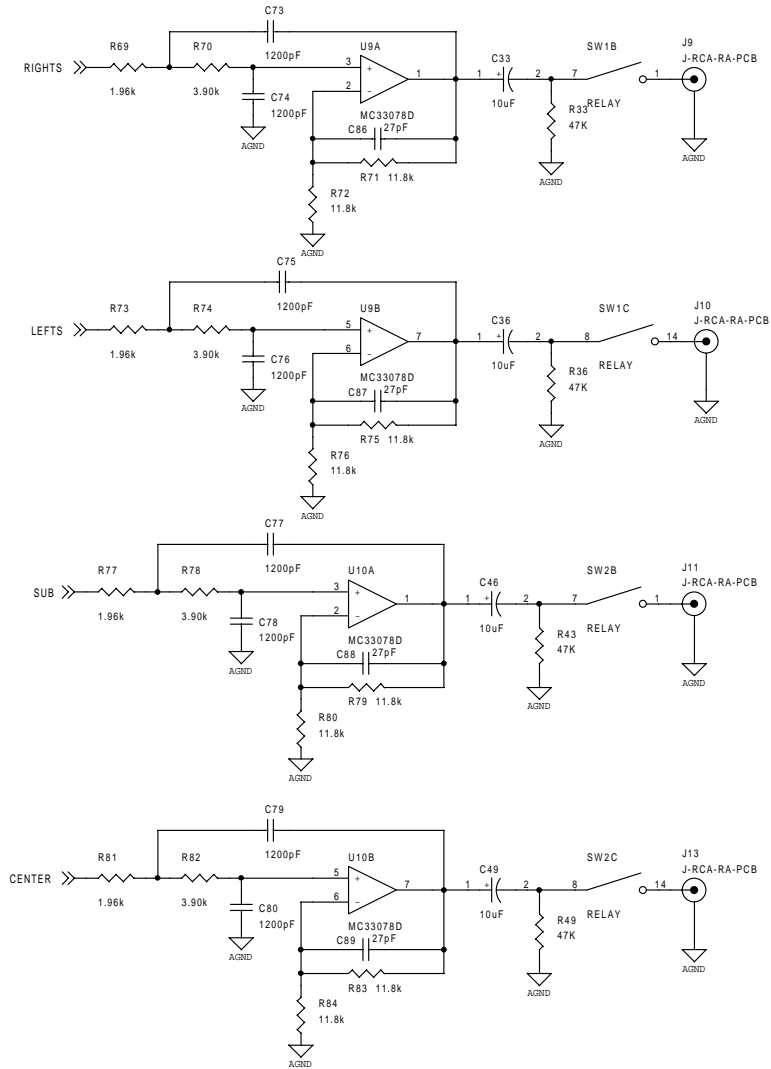 C73
1200pF
R69
R70
U9A
C33
SW1B
J9
J-RCA-RA-PCB
RIGHTS
1.96k
3.90k
3
+
2
−
1
1
+
2
7
1
C74
1200pF
10uF
R33
47K
RELAY
MC33078D
C86
27pF
AGND
AGND
AGND
R71 11.8k
R72
11.8k
AGND
C75
1200pF
R73
R74
U9B
C36
SW1C
J10
J-RCA-RA-PCB
LEFTS
1.96k
3.90k
5
+
6
−
7
1
+
2
8
14
C76
1200pF
10uF
R36
47K
RELAY
MC33078D
C87
27pF
AGND
AGND
AGND
R75 11.8k
R76
11.8k
AGND
C77
1200pF
R77
R78
U10A
C46
SW2B
J11
J-RCA-RA-PCB
SUB
1.96k
3.90k
3
+
2
−
1
1
+
2
7
1
C78
1200pF
10uF
R43
47K
RELAY
MC33078D
C88
27pF
AGND
AGND
AGND
R79 11.8k
R80
11.8k
AGND
C79
1200pF
R81
R82
U10B
C49
SW2C
J13
J-RCA-RA-PCB
CENTER
1.96k
3.90k
5
+
6
−
7
1
+
2
8
14
C80
1200pF
10uF
R49
47K
RELAY
MC33078D
C89
27pF
AGND
AGND
AGND
R83 11.8k
R84
11.8k
AGND